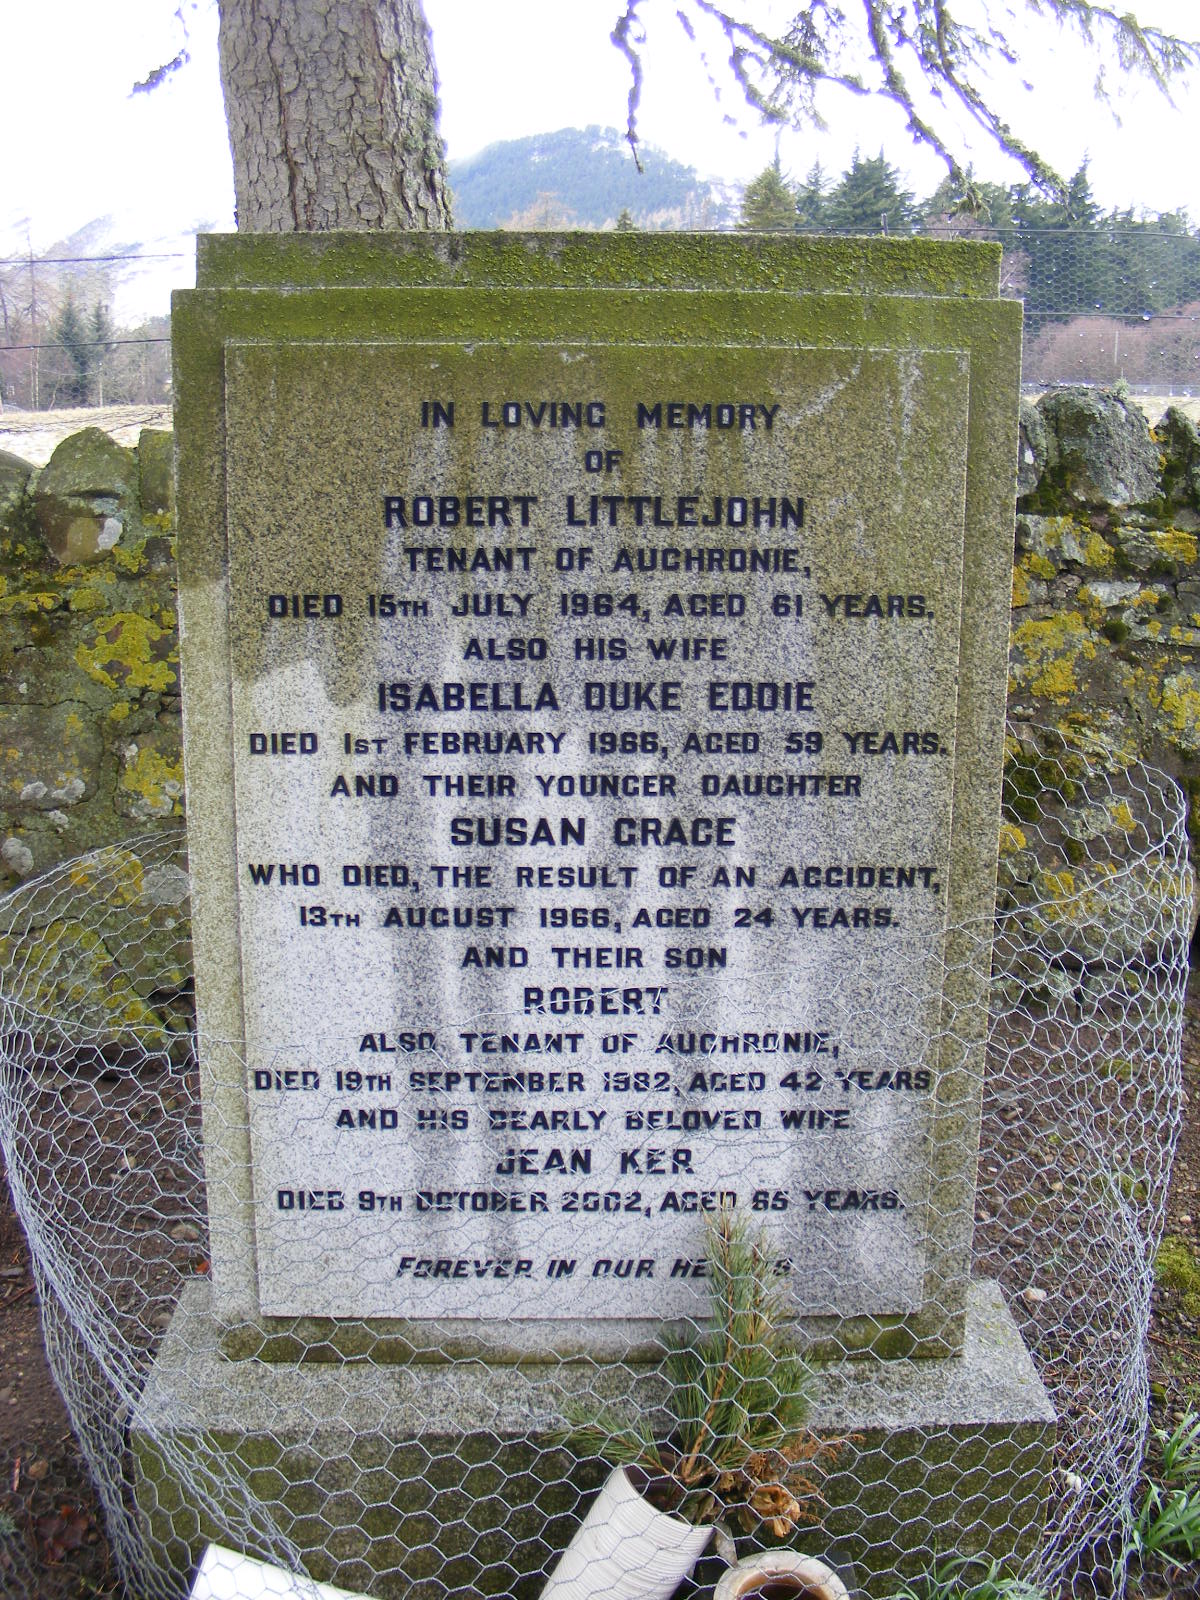 IN LOVING MEMORY
OF
ROBERT LITTLEJOHN
TENANT OF AUCHRONIE,
DIED 15TH JULY 1964, AGED 61 YEARS.
ALSO HIS WIFE
ISABELLA DUKE EDDIE
DIED 1ST FEBRUARY 1966, AGED 59 YEARS.
AND THEIR YOUNGER DAUGHTER
SUSAN GRACE
WHO DIED, THE RESULT OF AN ACCIDENT,
13TH AUGUST 1966, AGED 24 YEARS.
AND THEIR SON
ROBERT
ALSO TENANT OF AUCHRONIE,
DIED 19TH SEPTEMBER 1982, AGED 42 YEARS
AND HIS DEARLY BELOVED WIFE
JEAN KER
DIED 9TH OCTOBER 2002, AGED 65 YEARS.
FOREVER IN OUR